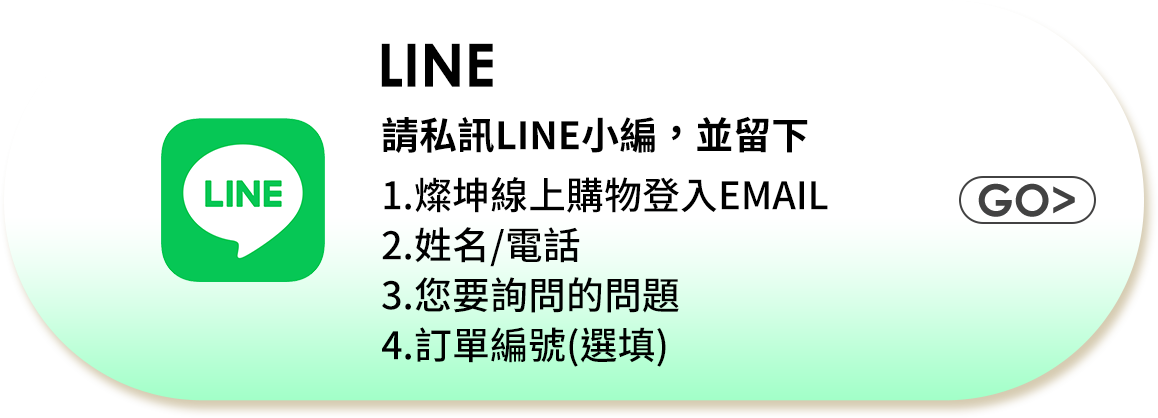 LINE
請私訊LINE小編，並留下
LINE
1.燦坤線上購物登入EMAIL
GO>
2.姓名/電話
3.您要詢問的問題
4.訂單編號(選填)